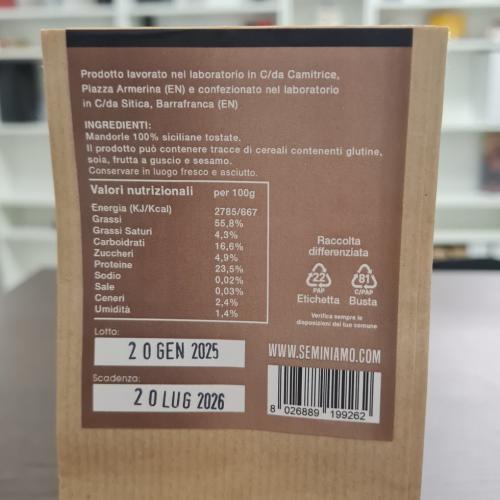 Prodotto lavorato nel laboratorio in C/da Camitrice,
Piazza Armerina (EN) e confezionato nel laboratorio
in C/da Sitica, Barrafranca (EN)
INGREDIENTI:
Mandorle 100% siciliane tostate.
Il prodotto può contenere tracce di cereali contenenti glutine,
soia, frutta a guscio e sesamo.
Conservare in luogo fresco e asciutto.
Valori nutrizionali per 100g
Energia (KJ/Kcal) 2785/667
Grassi 55,8%
Grassi Saturi 4,3%
Carboidrati 16,6%
Zuccheri 4,9%
Proteine 23,5%
Sodio 0,02%
Sale 0,03%
Ceneri 2,4%
Umidità 1,4%
Raccolta
differenziata
22 81
PAP C/PAP
Etichetta Busta
Verifica sempre le
disposizioni del tuo comune
Lotto:
20 GEN 2025
Scadenza:
20 LUG 2026
WWW.SEMINIAMO.COM
8 026889 199262